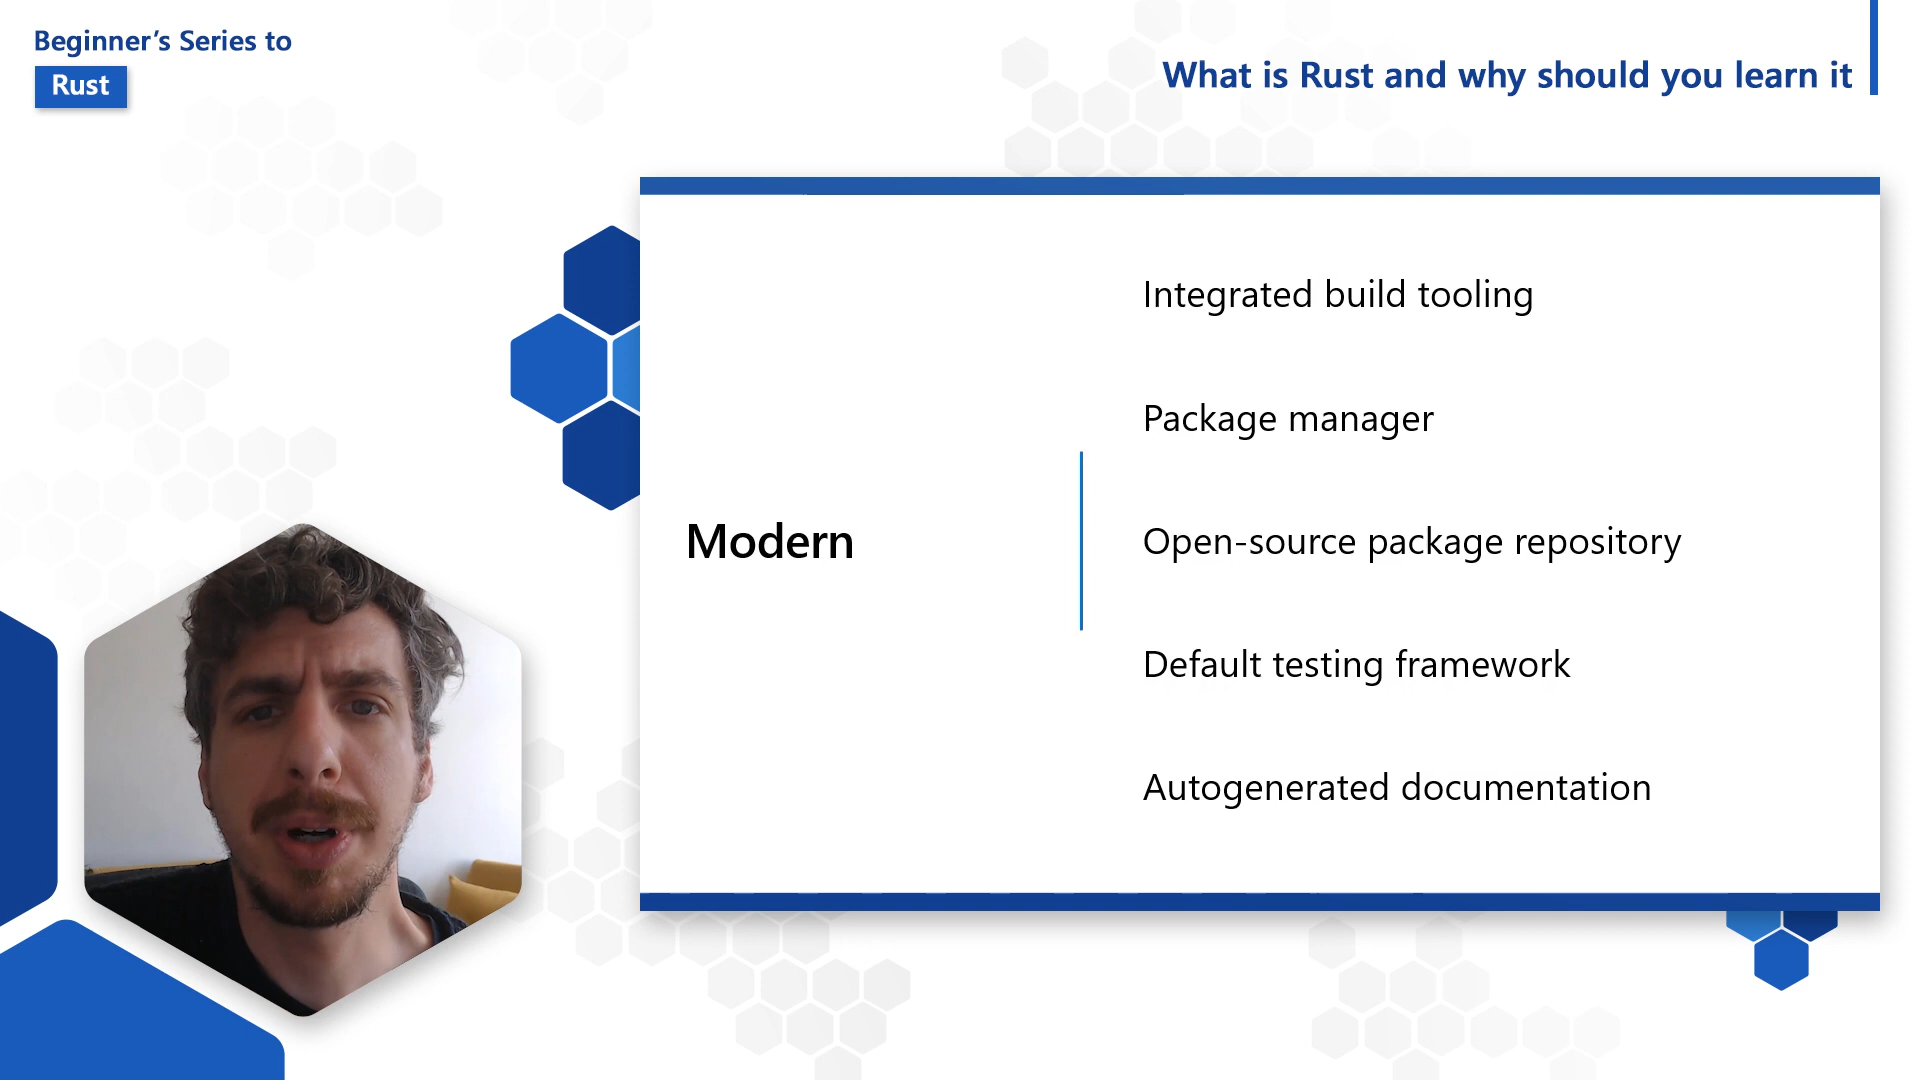 Beginner’s Series to
Rust
What is Rust and why should you learn it
Modern
Integrated build tooling
Package manager
Open-source package repository
Default testing framework
Autogenerated documentation